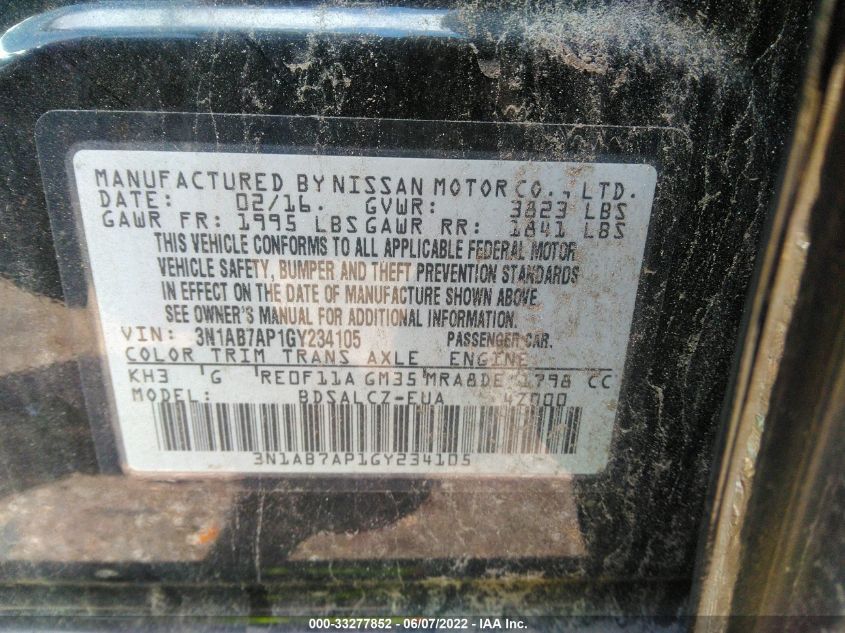 MANUFACTURED BY NISSAN MOTOR CO., LTD.
DATE: 02/16. GVWR: 3823 LBS
GAWR FR: 1995 LBS GAWR RR: 1841 LBS
THIS VEHICLE CONFORMS TO ALL APPLICABLE FEDERAL MOTOR
VEHICLE SAFETY, BUMPER AND THEFT PREVENTION STANDARDS
IN EFFECT ON THE DATE OF MANUFACTURE SHOWN ABOVE.
SEE OWNER'S MANUAL FOR ADDITIONAL INFORMATION.
VIN: 3N1AB7AP1GY234105 PASSENGER CAR.
COLOR TRIM TRANS AXLE ENGINE
KH3 G RE0F11A GM35 MRA8DE 1798 CC
MODEL: BDSALCZ-EUA 4Z000
3N1AB7AP1GY234105
000-33277852 - 06/07/2022 - IAA Inc.